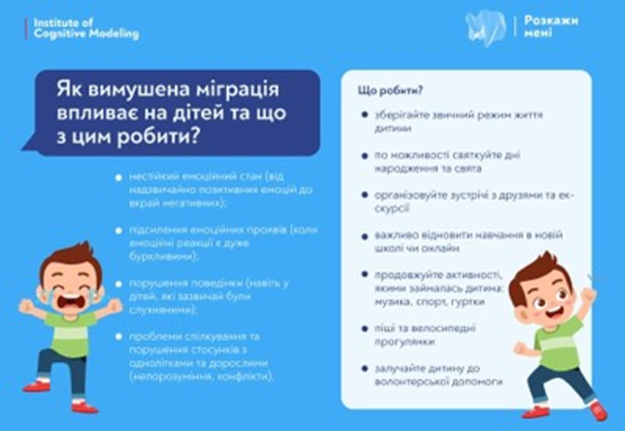 Institute of
Cognitive Modeling
Розкажи
мені
Як вимушена міграція
впливає на дітей та що
з цим робити?
нестійкий емоційний стан (від
надзвичайно позитивних емоцій до
вкрай негативних);
підсилення емоційних проявів (коли
емоційні реакції є дуже
бурхливими);
порушення поведінки (навіть у
дітей, які зазвичай були
слухняними);
проблеми спілкування та
порушення стосунків з
однолітками та дорослими
(непорозуміння, конфлікти).
Що робити?
зберігайте звичний режим життя
дитини
по можливості святкуйте дні
народження та свята
організовуйте зустрічі з друзями та ек-
скурсії
важливо відновити навчання в новій
школі чи онлайн
продовжуйте активності,
якими займалась дитина:
музика, спорт, гуртки
піші та велосипедні
прогулянки
залучайте дитину до
волонтерської допомоги